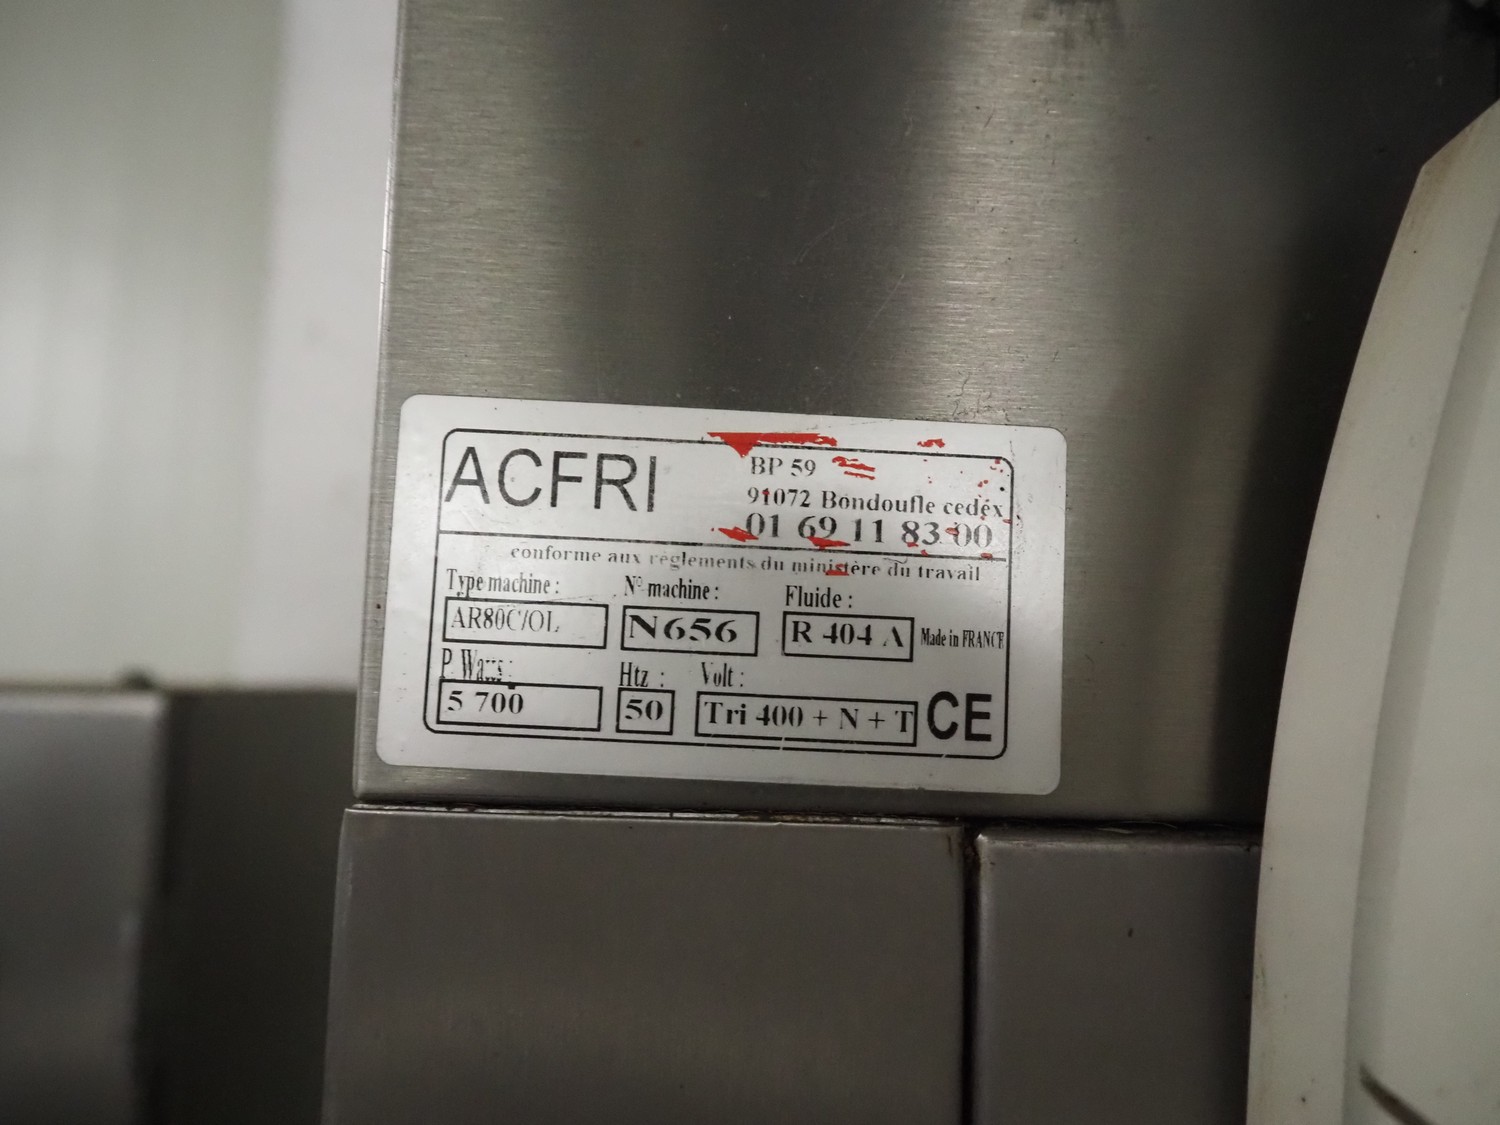 ACFRI
BP 59
91072 Bondoufle cedex
01 69 11 83 00
conforme aux règlements du ministère du travail
Type machine : N° machine : Fluide :
AR80C/OL N656 R 404 A Made in FRANCE
P. Watts : Htz : Volt :
5 700 50 Tri 400 + N + T CE